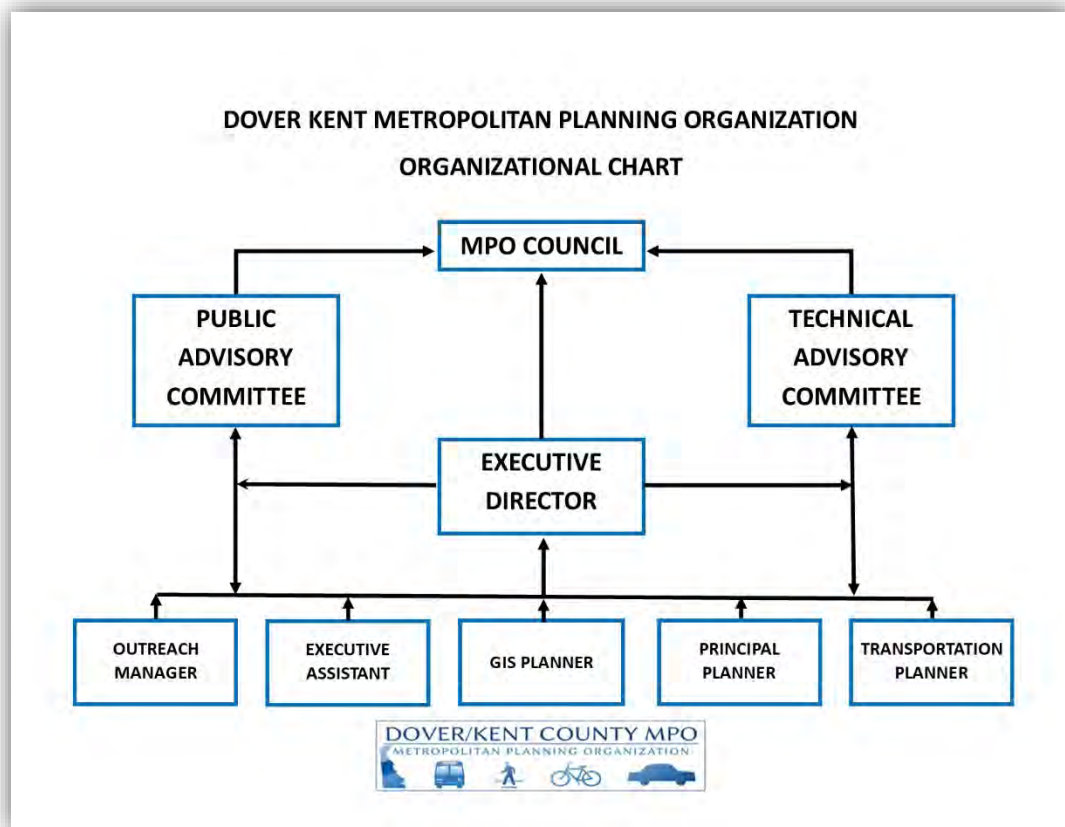 DOVER KENT METROPOLITAN PLANNING ORGANIZATION
ORGANIZATIONAL CHART
MPO COUNCIL
PUBLIC
ADVISORY
COMMITTEE
TECHNICAL
ADVISORY
COMMITTEE
EXECUTIVE
DIRECTOR
OUTREACH
MANAGER
EXECUTIVE
ASSISTANT
GIS PLANNER
PRINCIPAL
PLANNER
TRANSPORTATION
PLANNER
DOVER/KENT COUNTY MPO
METROPOLITAN PLANNING ORGANIZATION